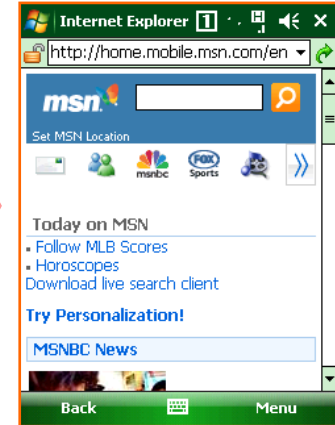 Internet Explorer 1
http://home.mobile.msn.com/en
msn
Set MSN Location
msnbc
FOX
Sports
Today on MSN
Follow MLB Scores
Horoscopes
Download live search client
Try Personalization!
MSNBC News
Back Menu